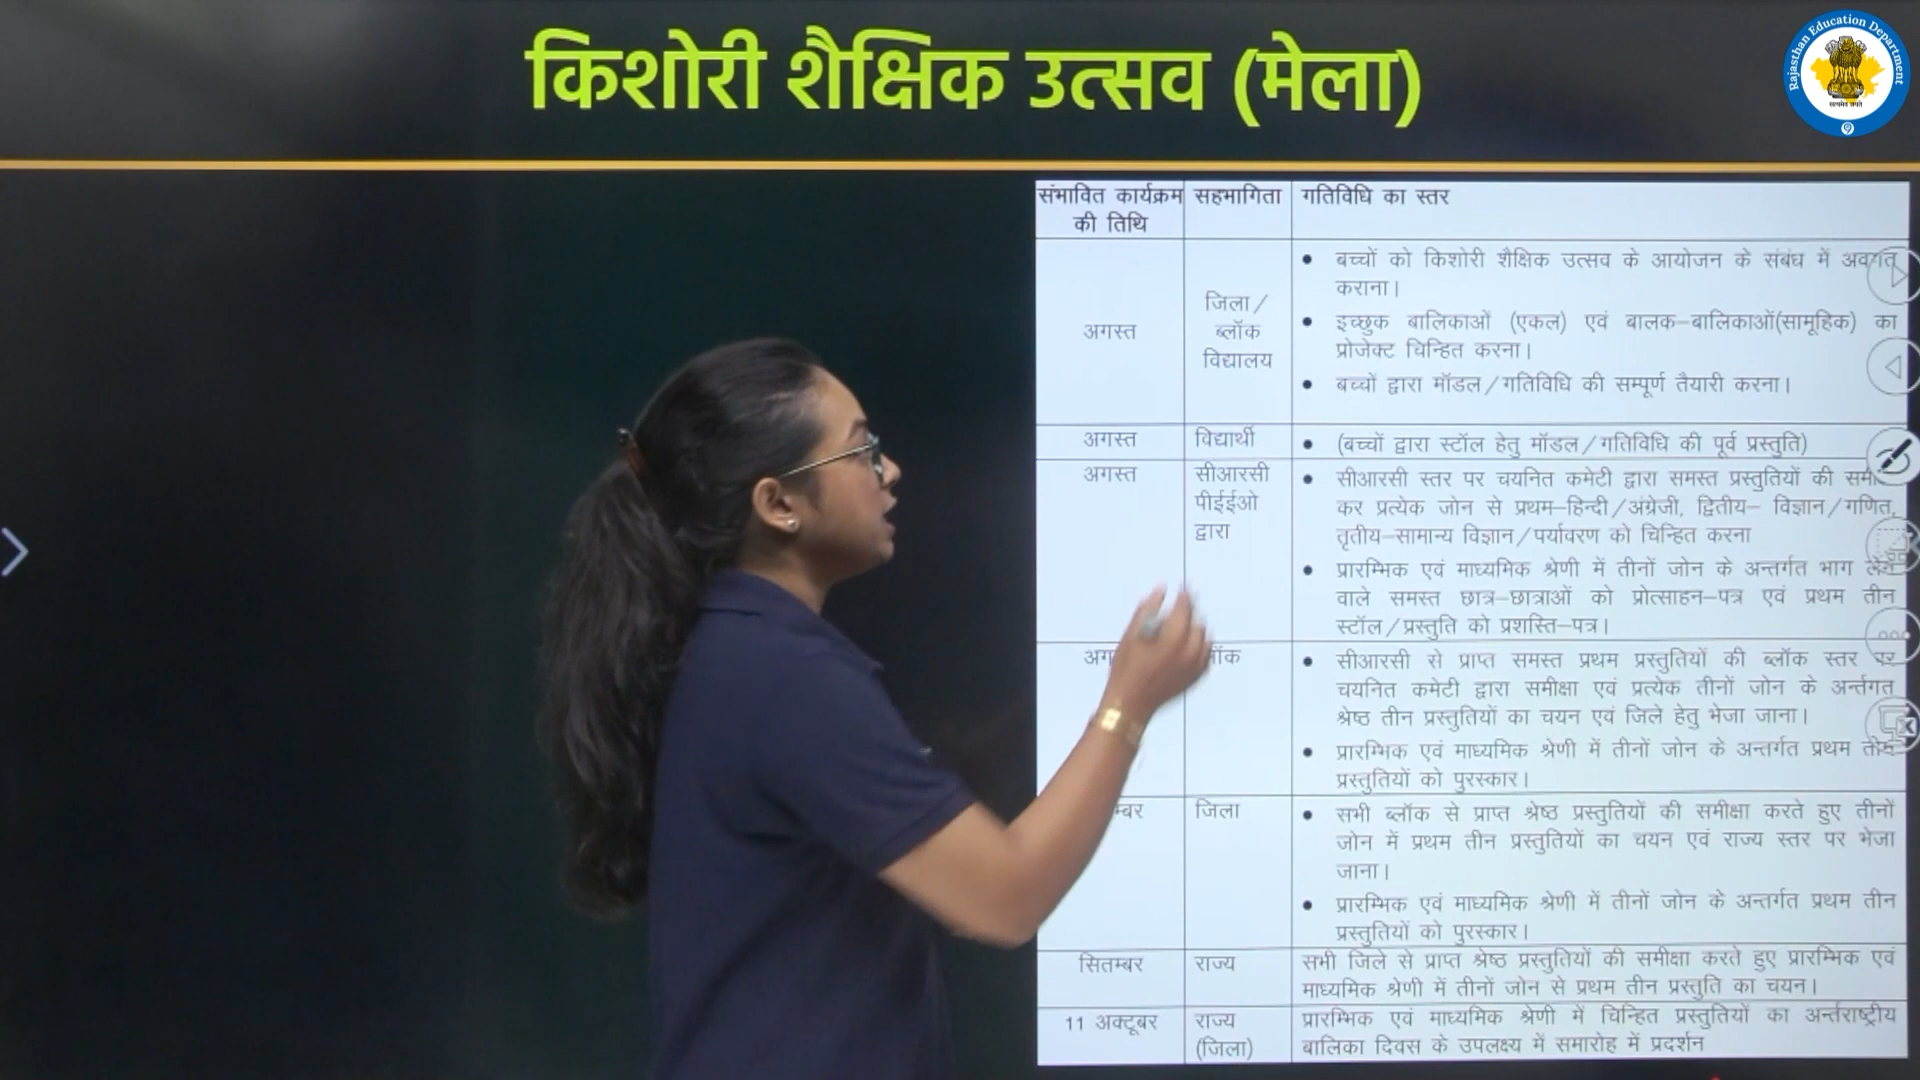 किशोरी शैक्षिक उत्सव (मेला)
Rajasthan Education Department
सत्यमेव जयते
संभावित कार्यक्रम की तिथि
सहभागिता
गतिविधि का स्तर
अगस्त
जिला/
ब्लॉक
विद्यालय
• बच्चों को किशोरी शैक्षिक उत्सव के आयोजन के संबंध में
कराना।
• इच्छुक बालिकाओं (एकल) एवं बालक–बालिकाओं(सामूहिक) का
प्रोजेक्ट चिन्हित करना।
• बच्चों द्वारा मॉडल/गतिविधि की सम्पूर्ण तैयारी करना।
अगस्त
विद्यार्थी
• (बच्चों द्वारा स्टॉल हेतु मॉडल/गतिविधि की पूर्व प्रस्तुति)
अगस्त
सीआरसी
पीईईओ
द्वारा
• सीआरसी स्तर पर चयनित कमेटी द्वारा समस्त प्रस्तुतियों की
कर प्रत्येक जोन से प्रथम–हिन्दी/अंग्रेजी, द्वितीय– विज्ञान/गणित,
तृतीय–सामान्य विज्ञान/पर्यावरण को चिन्हित करना
• प्रारम्भिक एवं माध्यमिक श्रेणी में तीनों जोन के अन्तर्गत भाग
वाले समस्त छात्र–छात्राओं को प्रोत्साहन–पत्र एवं प्रथम तीन
स्टॉल/प्रस्तुति को प्रशस्ति–पत्र।
• सीआरसी से प्राप्त समस्त प्रथम प्रस्तुतियों की ब्लॉक स्तर पर
चयनित कमेटी द्वारा समीक्षा एवं प्रत्येक तीनों जोन के अर्न्तगत
श्रेष्ठ तीन प्रस्तुतियों का चयन एवं जिले हेतु भेजा जाना।
• प्रारम्भिक एवं माध्यमिक श्रेणी में तीनों जोन के अन्तर्गत प्रथम
प्रस्तुतियों को पुरस्कार।
जिला
• सभी ब्लॉक से प्राप्त श्रेष्ठ प्रस्तुतियों की समीक्षा करते हुए तीनों
जोन में प्रथम तीन प्रस्तुतियों का चयन एवं राज्य स्तर पर भेजा
जाना।
• प्रारम्भिक एवं माध्यमिक श्रेणी में तीनों जोन के अन्तर्गत प्रथम तीन
प्रस्तुतियों को पुरस्कार।
सितम्बर
राज्य
सभी जिले से प्राप्त श्रेष्ठ प्रस्तुतियों की समीक्षा करते हुए प्रारम्भिक एवं
माध्यमिक श्रेणी में तीनों जोन से प्रथम तीन प्रस्तुति का चयन।
11 अक्टूबर
राज्य
(जिला)
प्रारम्भिक एवं माध्यमिक श्रेणी में चिन्हित प्रस्तुतियों का अर्न्तराष्ट्रीय
बालिका दिवस के उपलक्ष्य में समारोह में प्रदर्शन